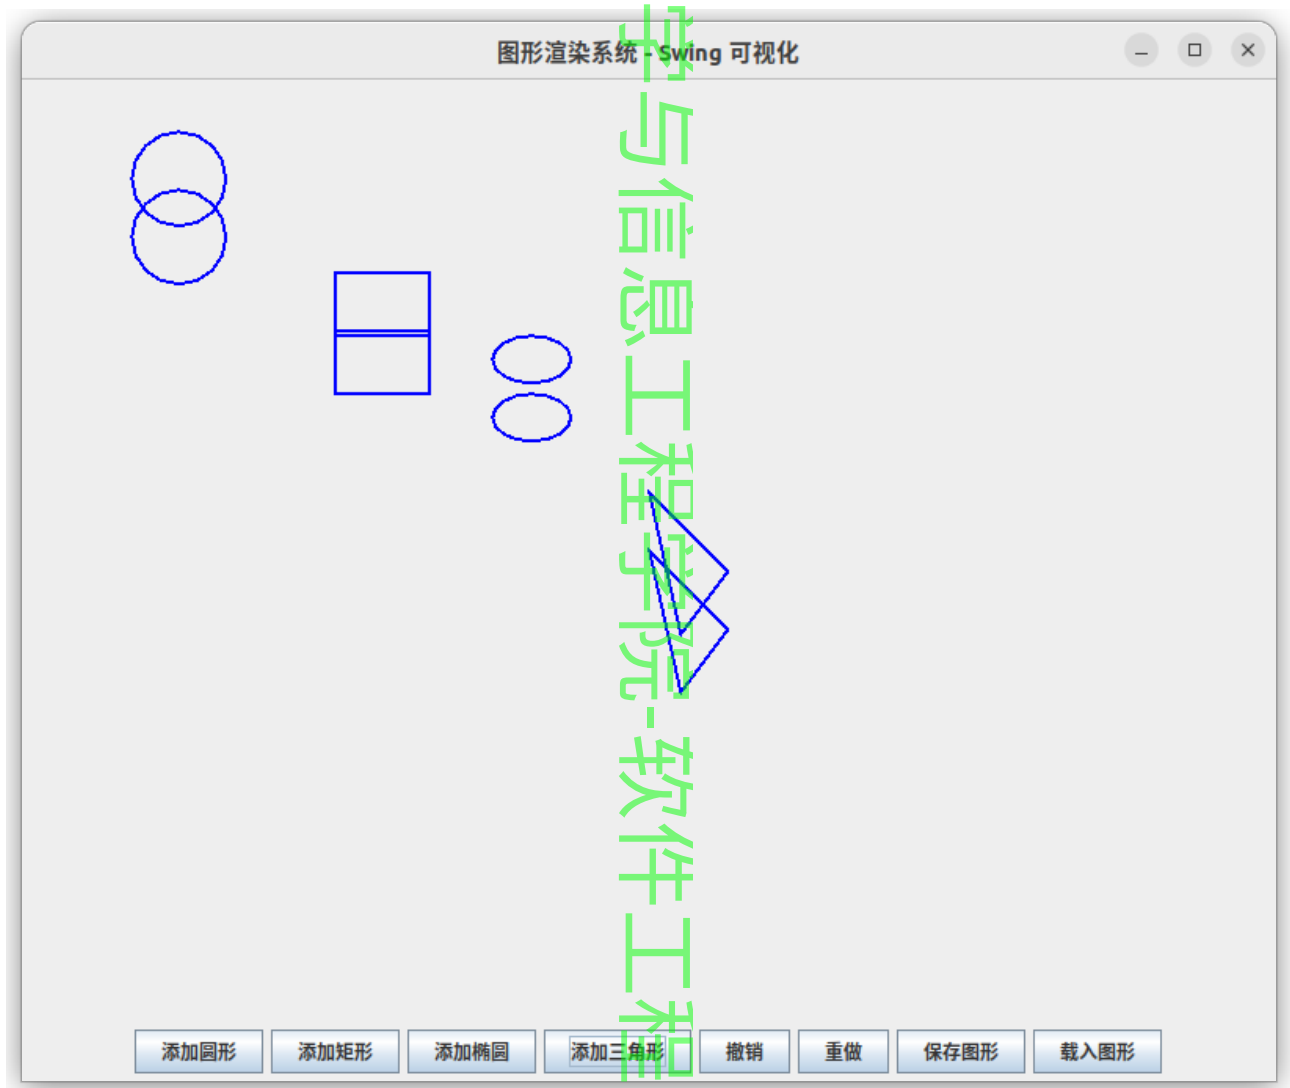 图形渲染系统 - Swing 可视化
学与信息工程学院-软件工程
添加圆形
添加矩形
添加椭圆
添加三角形
撤销
重做
保存图形
载入图形